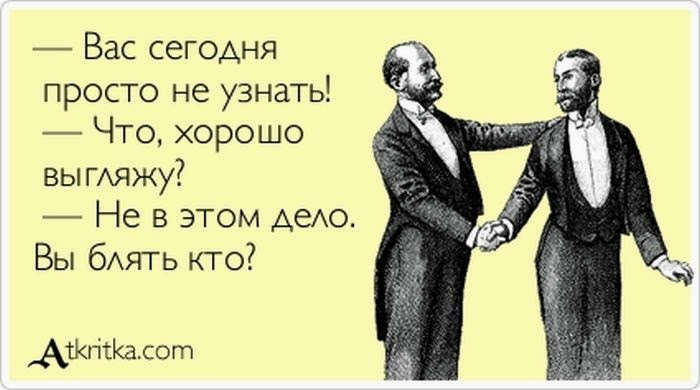 — Вас сегодня
просто не узнать!
— Что, хорошо
выгляжу?
— Не в этом дело.
Вы блять кто?
Atkritka.com